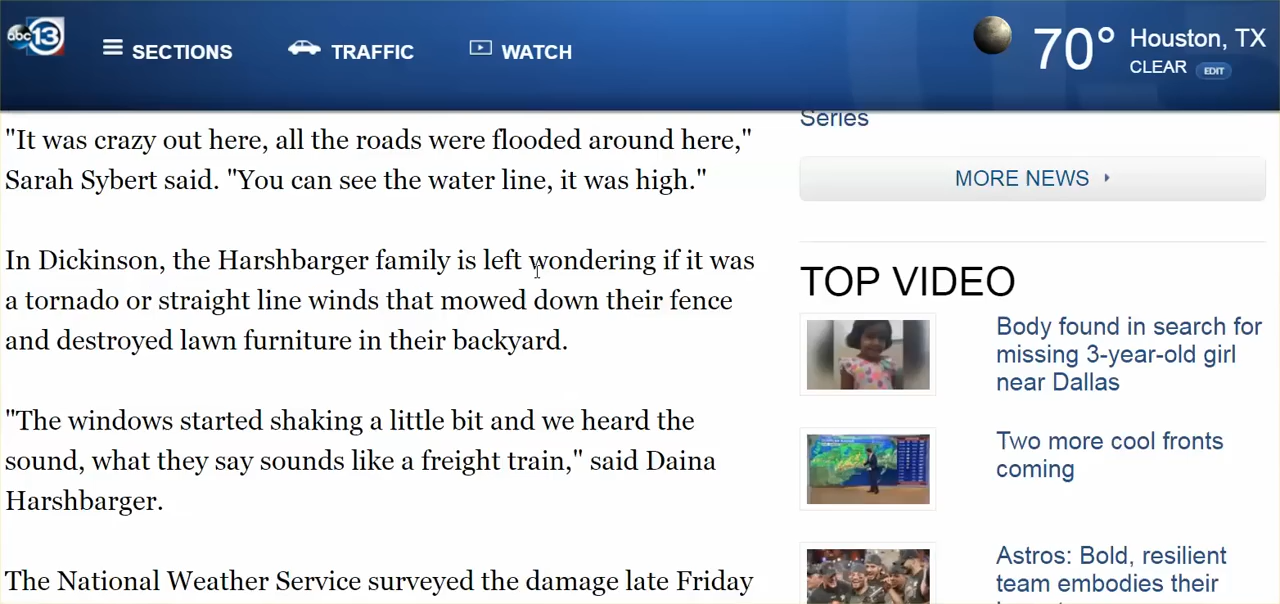 abc 13
SECTIONS
TRAFFIC
WATCH
70°
Houston, TX
CLEAR
EDIT
"It was crazy out here, all the roads were flooded around here,"
Sarah Sybert said. "You can see the water line, it was high."
In Dickinson, the Harshbarger family is left wondering if it was
a tornado or straight line winds that mowed down their fence
and destroyed lawn furniture in their backyard.
"The windows started shaking a little bit and we heard the
sound, what they say sounds like a freight train," said Daina
Harshbarger.
The National Weather Service surveyed the damage late Friday
Series
MORE NEWS
TOP VIDEO
Body found in search for
missing 3-year-old girl
near Dallas
Two more cool fronts
coming
Astros: Bold, resilient
team embodies their